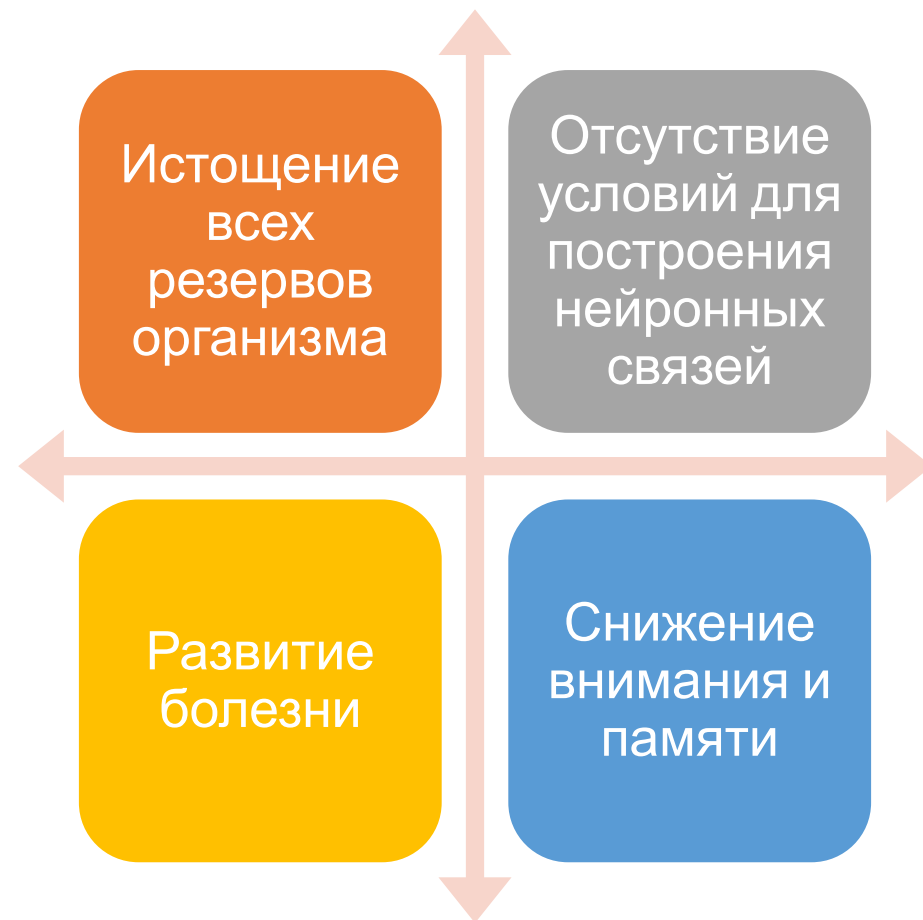 Истощение
всех
резервов
организма
Отсутствие
условий для
построения
нейронных
связей
Развитие
болезни
Снижение
внимания и
памяти